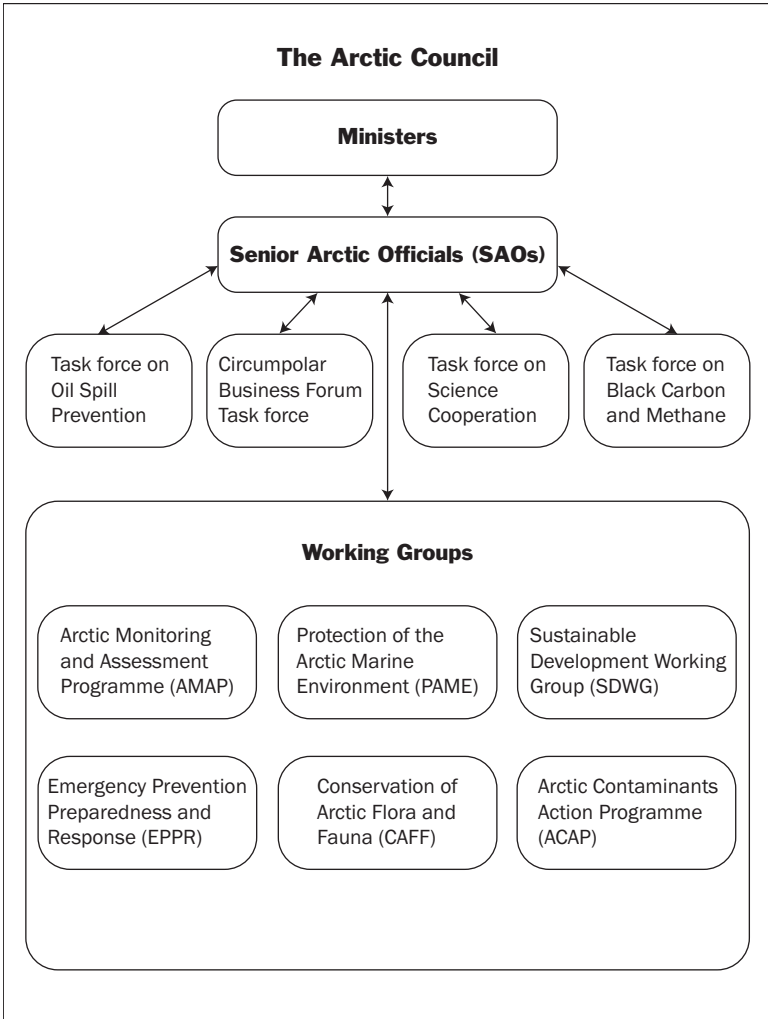 The Arctic Council
Ministers
Senior Arctic Officials (SAOs)
Task force on
Oil Spill
Prevention
Circumpolar
Business Forum
Task force
Task force on
Science
Cooperation
Task force on
Black Carbon
and Methane
Working Groups
Arctic Monitoring
and Assessment
Programme (AMAP)
Protection of the
Arctic Marine
Environment (PAME)
Sustainable
Development Working
Group (SDWG)
Emergency Prevention
Preparedness and
Response (EPPR)
Conservation of
Arctic Flora and
Fauna (CAFF)
Arctic Contaminants
Action Programme
(ACAP)